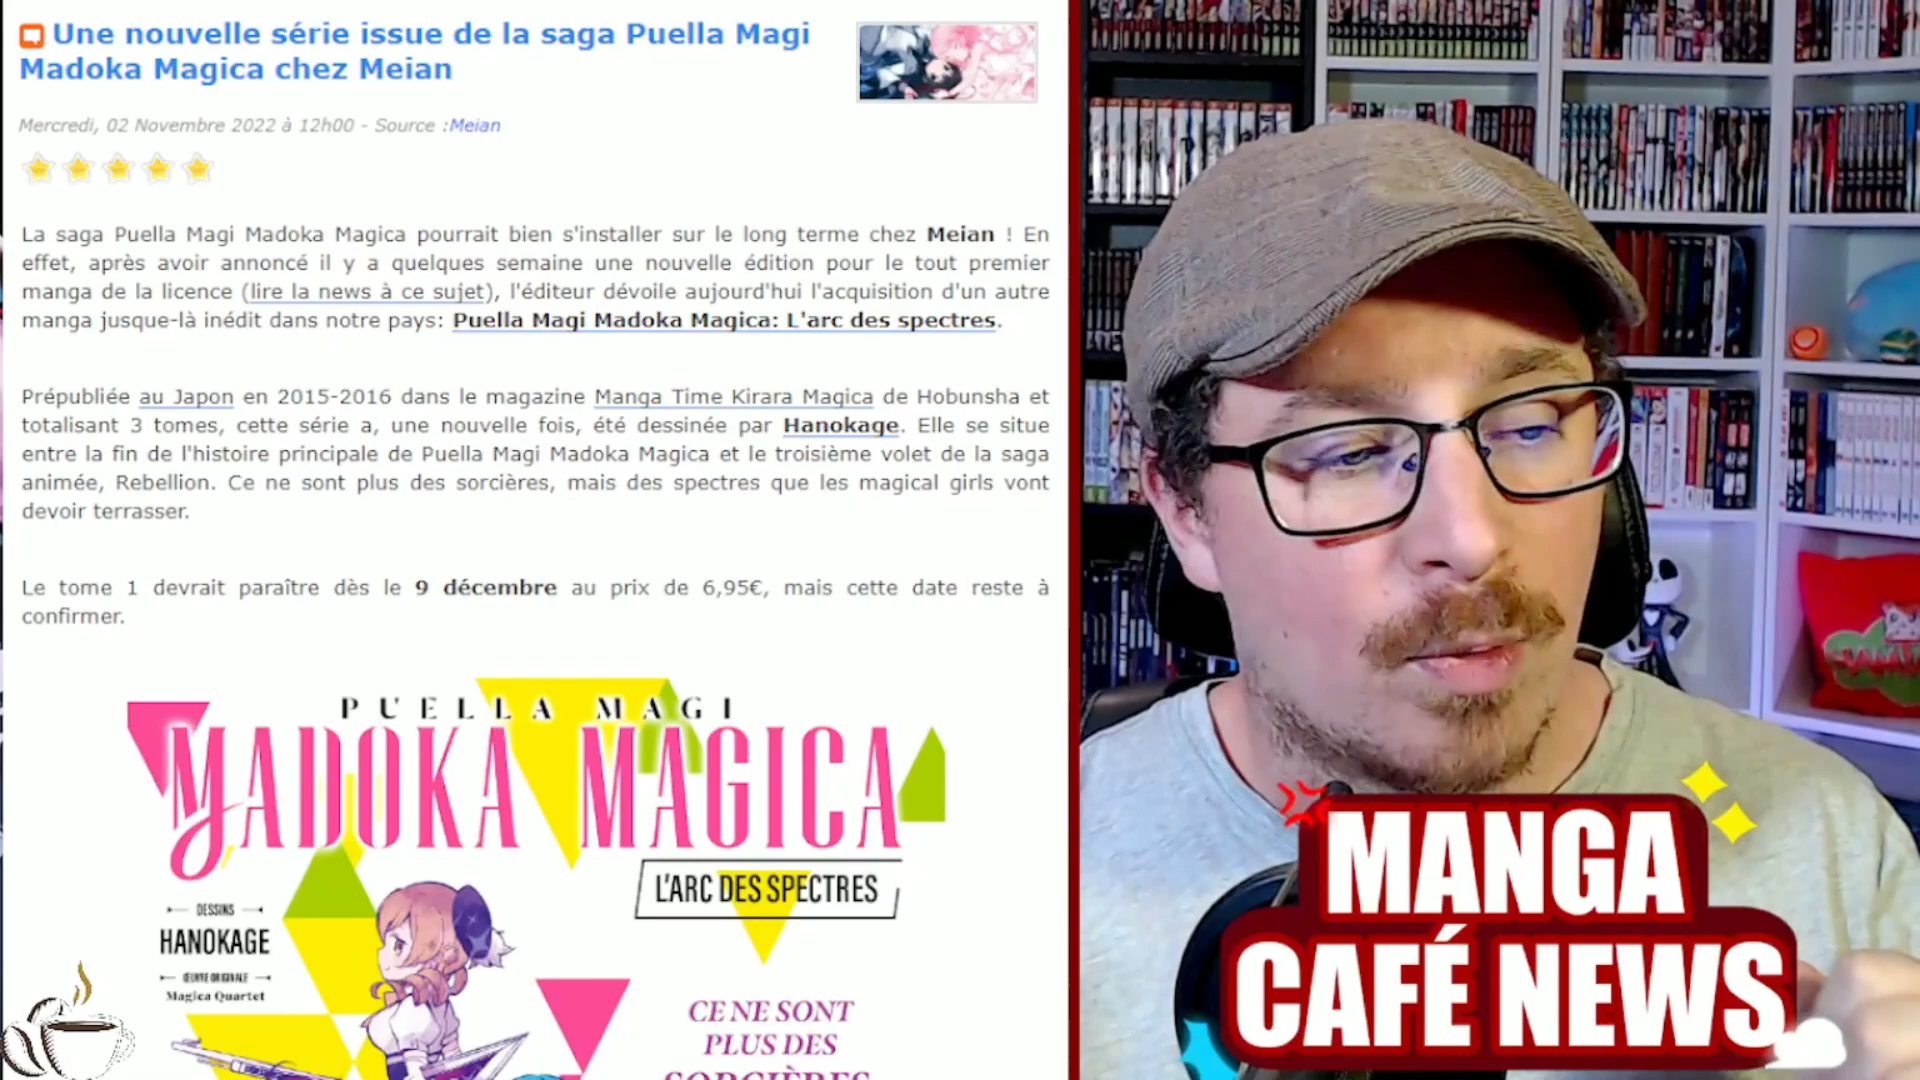 Une nouvelle série issue de la saga Puella Magi
Madoka Magica chez Meian
Mercredi, 02 Novembre 2022 à 12h00 - Source :Meian
La saga Puella Magi Madoka Magica pourrait bien s'installer sur le long terme chez Meian ! En
effet, après avoir annoncé il y a quelques semaine une nouvelle édition pour le tout premier
manga de la licence (lire la news à ce sujet), l'éditeur dévoile aujourd'hui l'acquisition d'un autre
manga jusque-là inédit dans notre pays: Puella Magi Madoka Magica: L'arc des spectres.
Prépubliée au Japon en 2015-2016 dans le magazine Manga Time Kirara Magica de Hobunsha et
totalisant 3 tomes, cette série a, une nouvelle fois, été dessinée par Hanokage. Elle se situe
entre la fin de l'histoire principale de Puella Magi Madoka Magica et le troisième volet de la saga
animée, Rebellion. Ce ne sont plus des sorcières, mais des spectres que les magical girls vont
devoir terrasser.
Le tome 1 devrait paraître dès le 9 décembre au prix de 6,95€, mais cette date reste à
confirmer.
PUELLA MAGI
MADOKA MAGICA
L'ARC DES SPECTRES
DESSINS
HANOKAGE
ŒUVRE ORIGINALE
Magica Quartet
CE NE SONT
PLUS DES
SORCIÈRES
MANGA
CAFÉ NEWS